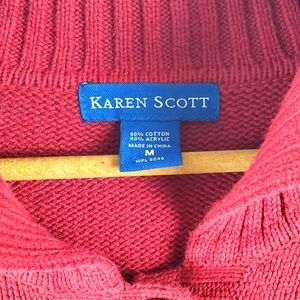 KAREN SCOTT
60% COTTON
40% ACRYLIC
MADE IN CHINA
M